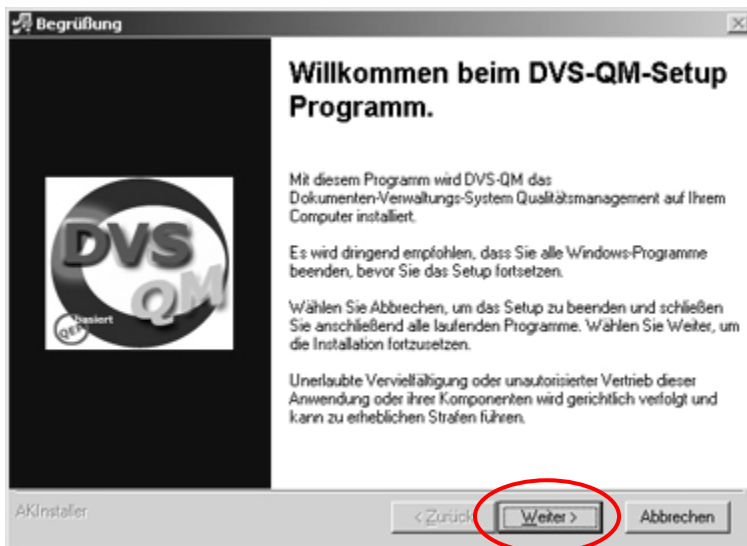 Begrüßung
Willkommen beim DVS-QM-Setup
Programm.
Mit diesem Programm wird DVS-QM das
Dokumenten-Verwaltungs-System Qualitätsmanagement auf Ihrem
Computer installiert.
Es wird dringend empfohlen, dass Sie alle Windows-Programme
beenden, bevor Sie das Setup fortsetzen.
Wählen Sie Abbrechen, um das Setup zu beenden und schließen
Sie anschließend alle laufenden Programme. Wählen Sie Weiter, um
die Installation fortzusetzen.
Unerlaubte Vervielfältigung oder unautorisierter Vertrieb dieser
Anwendung oder ihrer Komponenten wird gerichtlich verfolgt und
kann zu erheblichen Strafen führen.
DVS
QM
QEP basiert
AKInstaller
< Zurück
Weiter >
Abbrechen